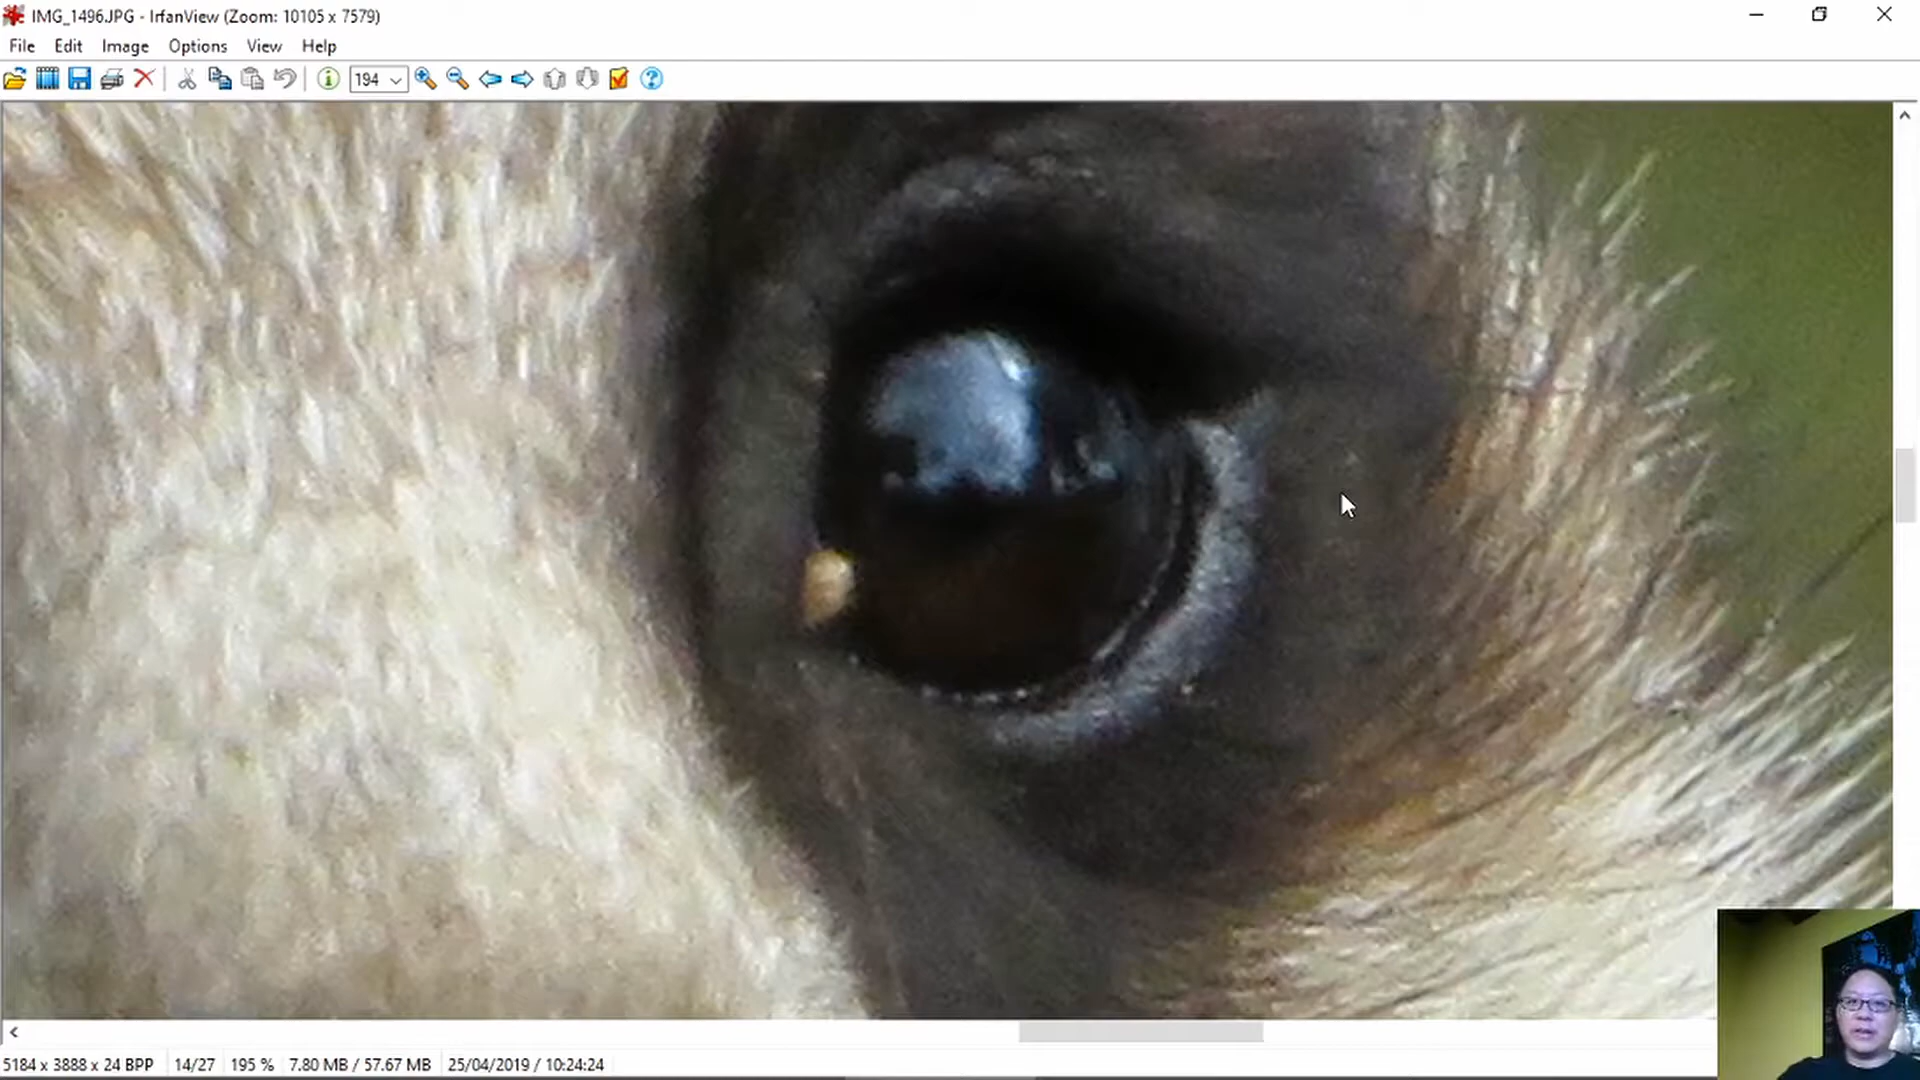 IMG_1496.JPG - IrfanView (Zoom: 10105 x 7579)
File Edit Image Options View Help
194
5184 x 3888 x 24 BPP 14/27 195 % 7.80 MB / 57.67 MB 25/04/2019 / 10:24:24